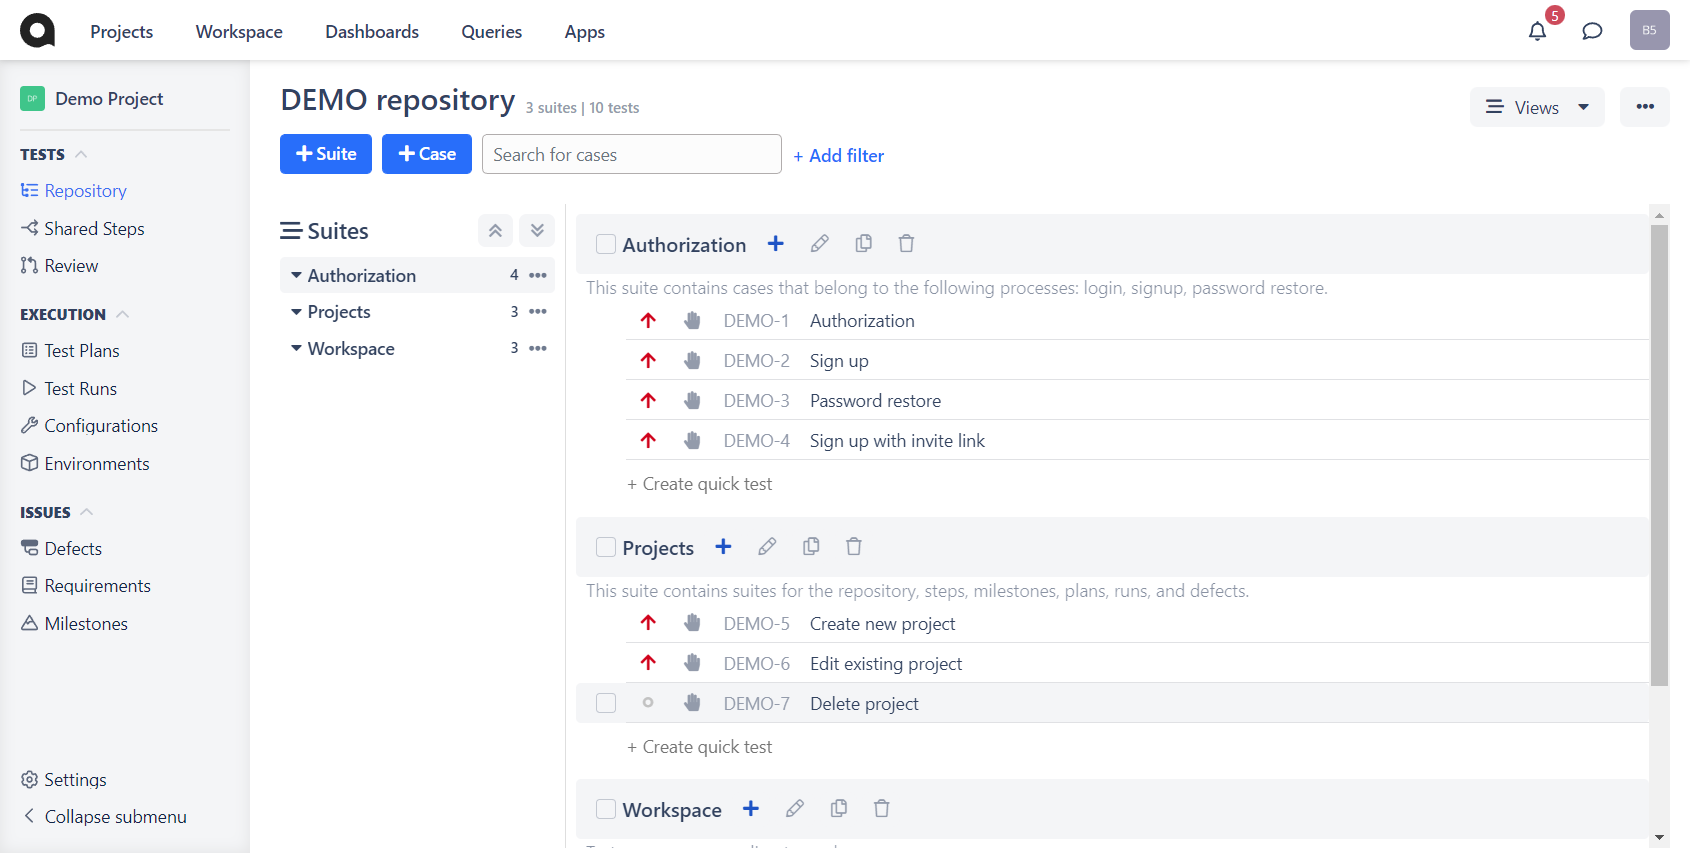 Projects Workspace Dashboards Queries Apps 5 B5
DP Demo Project
TESTS
Repository
Shared Steps
Review
EXECUTION
Test Plans
Test Runs
Configurations
Environments
ISSUES
Defects
Requirements
Milestones
Settings
Collapse submenu
DEMO repository 3 suites | 10 tests
Views
Suite Case Search for cases + Add filter
Suites
Authorization 4
Projects 3
Workspace 3
Authorization
This suite contains cases that belong to the following processes: login, signup, password restore.
DEMO-1 Authorization
DEMO-2 Sign up
DEMO-3 Password restore
DEMO-4 Sign up with invite link
+ Create quick test
Projects
This suite contains suites for the repository, steps, milestones, plans, runs, and defects.
DEMO-5 Create new project
DEMO-6 Edit existing project
DEMO-7 Delete project
+ Create quick test
Workspace